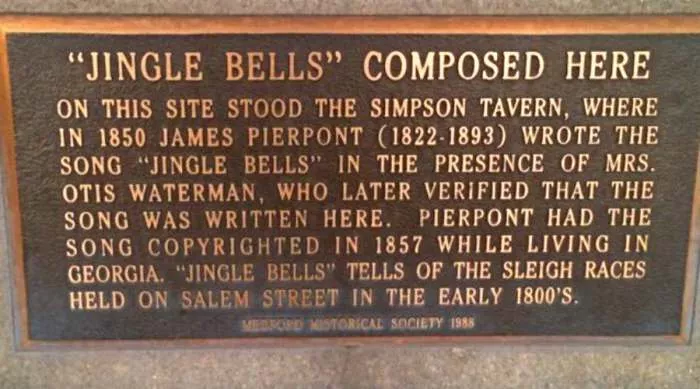 "JINGLE BELLS" COMPOSED HERE
ON THIS SITE STOOD THE SIMPSON TAVERN, WHERE
IN 1850 JAMES PIERPONT (1822-1893) WROTE THE
SONG "JINGLE BELLS" IN THE PRESENCE OF MRS.
OTIS WATERMAN, WHO LATER VERIFIED THAT THE
SONG WAS WRITTEN HERE. PIERPONT HAD THE
SONG COPYRIGHTED IN 1857 WHILE LIVING IN
GEORGIA. "JINGLE BELLS" TELLS OF THE SLEIGH RACES
HELD ON SALEM STREET IN THE EARLY 1800'S.
MEDFORD HISTORICAL SOCIETY 1986